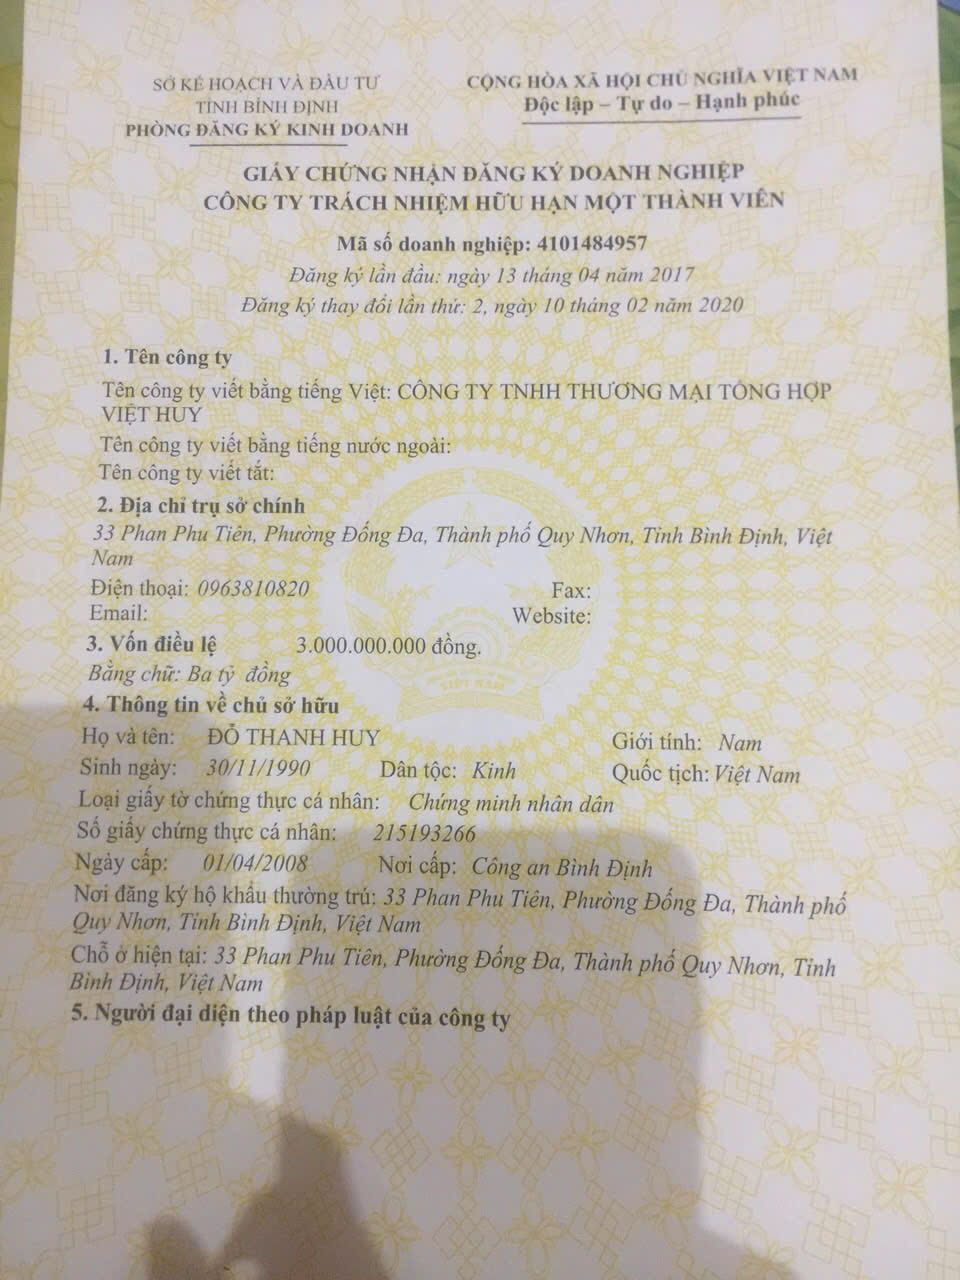 SỞ KẾ HOẠCH VÀ ĐẦU TƯ
TỈNH BÌNH ĐỊNH
PHÒNG ĐĂNG KÝ KINH DOANH
CỘNG HÒA XÃ HỘI CHỦ NGHĨA VIỆT NAM
Độc lập – Tự do – Hạnh phúc
GIẤY CHỨNG NHẬN ĐĂNG KÝ DOANH NGHIỆP
CÔNG TY TRÁCH NHIỆM HỮU HẠN MỘT THÀNH VIÊN
Mã số doanh nghiệp: 4101484957
Đăng ký lần đầu: ngày 13 tháng 04 năm 2017
Đăng ký thay đổi lần thứ: 2, ngày 10 tháng 02 năm 2020
1. Tên công ty
Tên công ty viết bằng tiếng Việt: CÔNG TY TNHH THƯƠNG MẠI TỔNG HỢP
VIỆT HUY
Tên công ty viết bằng tiếng nước ngoài:
Tên công ty viết tắt:
2. Địa chỉ trụ sở chính
33 Phan Phu Tiên, Phường Đống Đa, Thành phố Quy Nhơn, Tỉnh Bình Định, Việt
Nam
Điện thoại: 0963810820 Fax:
Email: Website:
3. Vốn điều lệ 3.000.000.000 đồng.
Bằng chữ: Ba tỷ đồng
VIỆT NAM
4. Thông tin về chủ sở hữu
Họ và tên: ĐỖ THANH HUY Giới tính: Nam
Sinh ngày: 30/11/1990 Dân tộc: Kinh Quốc tịch: Việt Nam
Loại giấy tờ chứng thực cá nhân: Chứng minh nhân dân
Số giấy chứng thực cá nhân: 215193266
Ngày cấp: 01/04/2008 Nơi cấp: Công an Bình Định
Nơi đăng ký hộ khẩu thường trú: 33 Phan Phu Tiên, Phường Đống Đa, Thành phố
Quy Nhơn, Tỉnh Bình Định, Việt Nam
Chỗ ở hiện tại: 33 Phan Phu Tiên, Phường Đống Đa, Thành phố Quy Nhơn, Tỉnh
Bình Định, Việt Nam
5. Người đại diện theo pháp luật của công ty